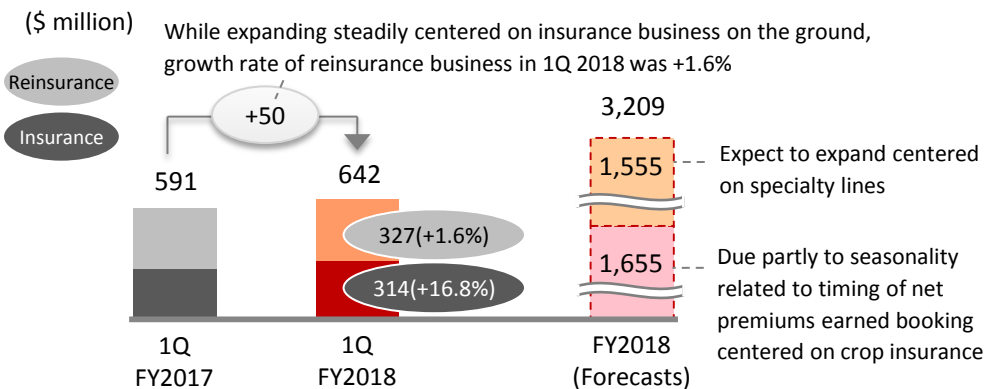 ($ million)
While expanding steadily centered on insurance business on the ground,
growth rate of reinsurance business in 1Q 2018 was +1.6%
Reinsurance
Insurance
+50
591
642
3,209
1,555
Expect to expand centered
on specialty lines
327(+1.6%)
314(+16.8%)
1,655
Due partly to seasonality
related to timing of net
premiums earned booking
centered on crop insurance
1Q
FY2017
1Q
FY2018
FY2018
(Forecasts)